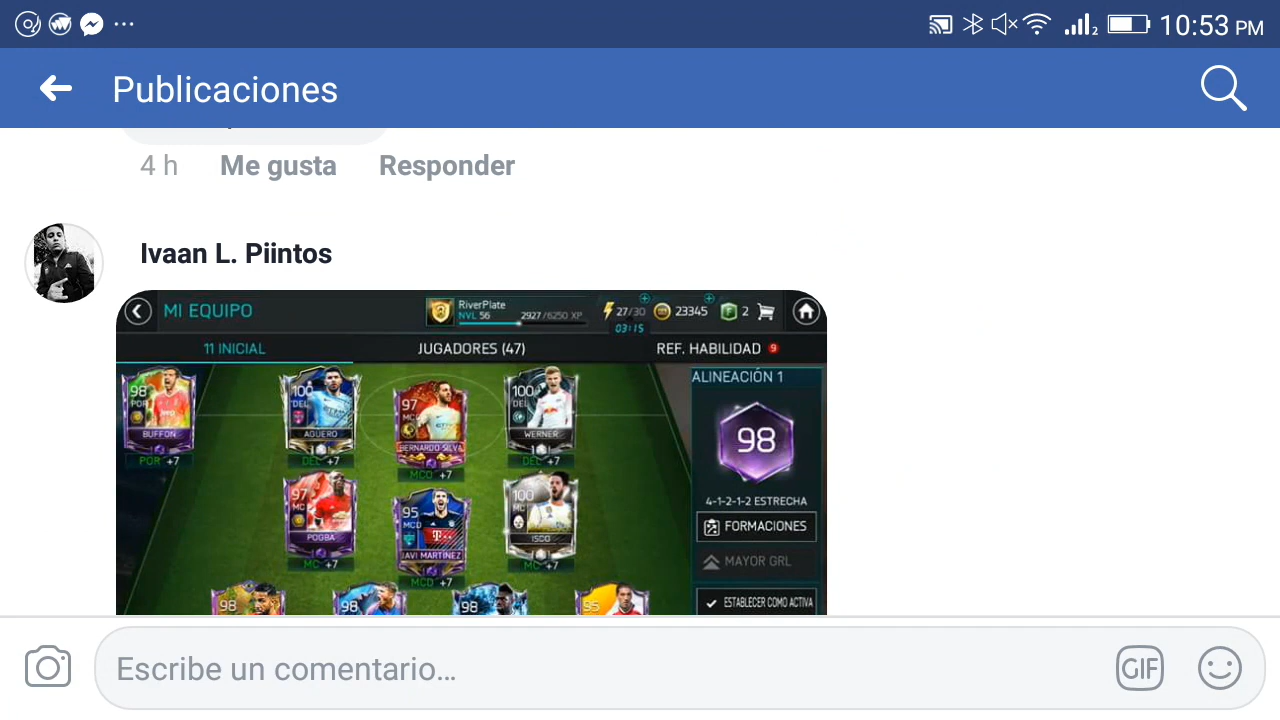 10:53 PM
Publicaciones
4 h Me gusta Responder
Ivaan L. Piintos
MI EQUIPO
RiverPlate
NVL 56 2927/6250 XP
27/30
03:15
23345
2
11 INICIAL
JUGADORES (47)
REF. HABILIDAD 9
98
POR
BUFFON
POR +7
100
DEL
AGÜERO
DEL +7
97
MCO
BERNARDO SILVA
MCO +7
100
DEL
WERNER
DEL +7
97
MC
POGBA
MC +7
95
MCD
JAVI MARTÍNEZ
MCD +7
100
MC
ISCO
MC +7
98
98
98
95
ALINEACIÓN 1
98
4-1-2-1-2 ESTRECHA
FORMACIONES
MAYOR GRL
ESTABLECER COMO ACTIVA
Escribe un comentario...
GIF